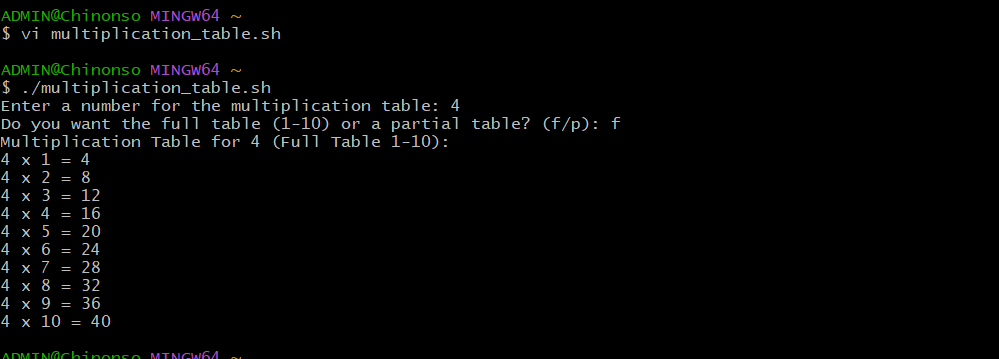 ADMIN@Chinonso MINGW64 ~
$ vi multiplication_table.sh
ADMIN@Chinonso MINGW64 ~
$ ./multiplication_table.sh
Enter a number for the multiplication table: 4
Do you want the full table (1-10) or a partial table? (f/p): f
Multiplication Table for 4 (Full Table 1-10):
4 x 1 = 4
4 x 2 = 8
4 x 3 = 12
4 x 4 = 16
4 x 5 = 20
4 x 6 = 24
4 x 7 = 28
4 x 8 = 32
4 x 9 = 36
4 x 10 = 40
ADMIN@Chinonso MINGW64 ~